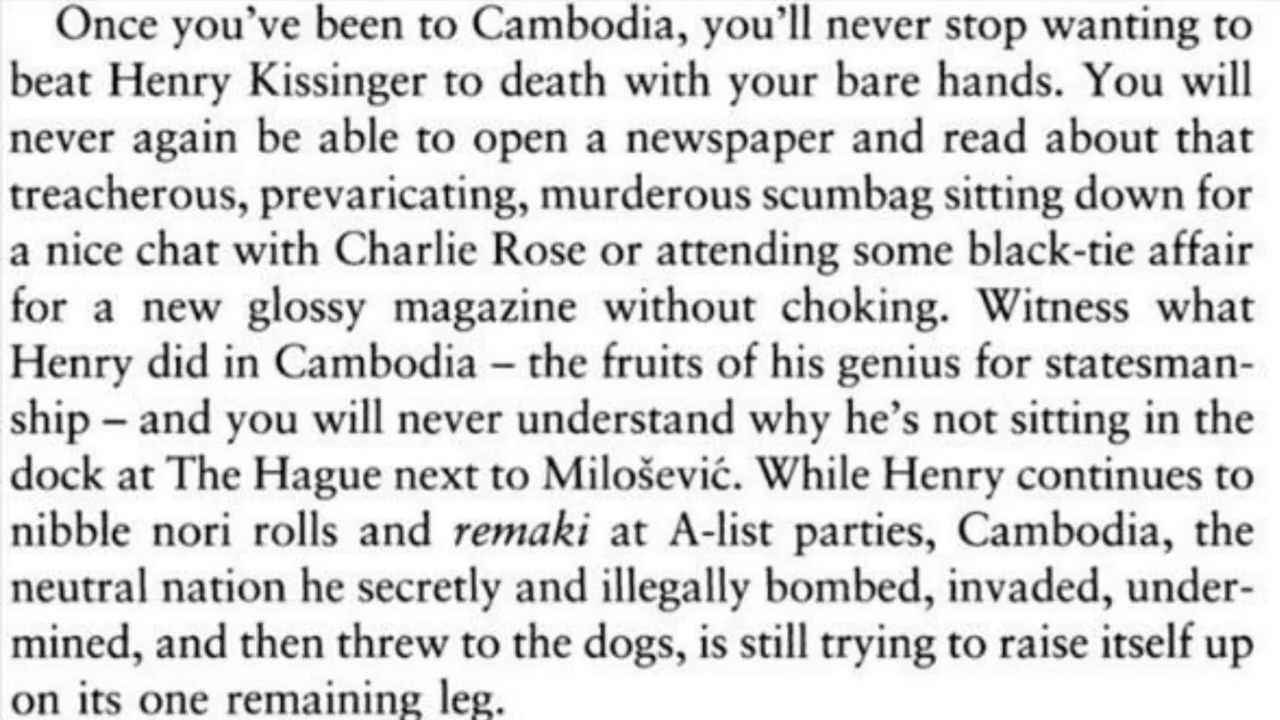 Once you've been to Cambodia, you'll never stop wanting to
beat Henry Kissinger to death with your bare hands. You will
never again be able to open a newspaper and read about that
treacherous, prevaricating, murderous scumbag sitting down for
a nice chat with Charlie Rose or attending some black-tie affair
for a new glossy magazine without choking. Witness what
Henry did in Cambodia – the fruits of his genius for statesman-
ship – and you will never understand why he's not sitting in the
dock at The Hague next to Milošević. While Henry continues to
nibble nori rolls and remaki at A-list parties, Cambodia, the
neutral nation he secretly and illegally bombed, invaded, under-
mined, and then threw to the dogs, is still trying to raise itself up
on its one remaining leg.